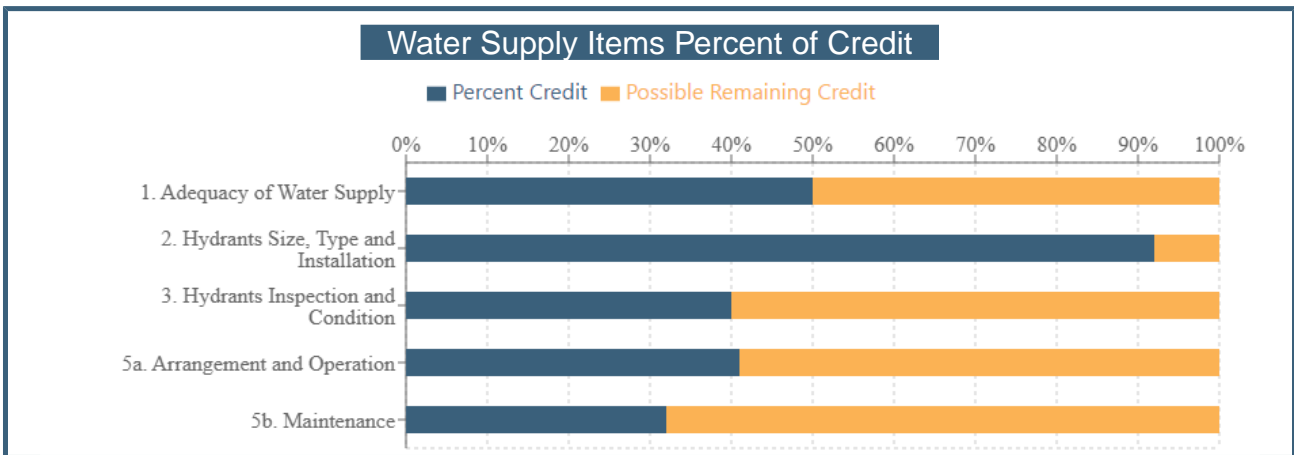 Water Supply Items Percent of Credit
Percent Credit Possible Remaining Credit
0% 10% 20% 30% 40% 50% 60% 70% 80% 90% 100%
1. Adequacy of Water Supply
2. Hydrants Size, Type and
Installation
3. Hydrants Inspection and
Condition
5a. Arrangement and Operation
5b. Maintenance